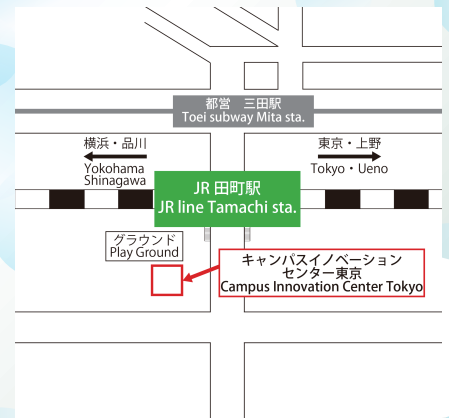 都営　三田駅
Toei subway Mita sta.
横浜・品川
Yokohama
Shinagawa
東京・上野
Tokyo・Ueno
JR 田町駅
JR line Tamachi sta.
グラウンド
Play Ground
キャンパスイノベーション
センター東京
Campus Innovation Center Tokyo